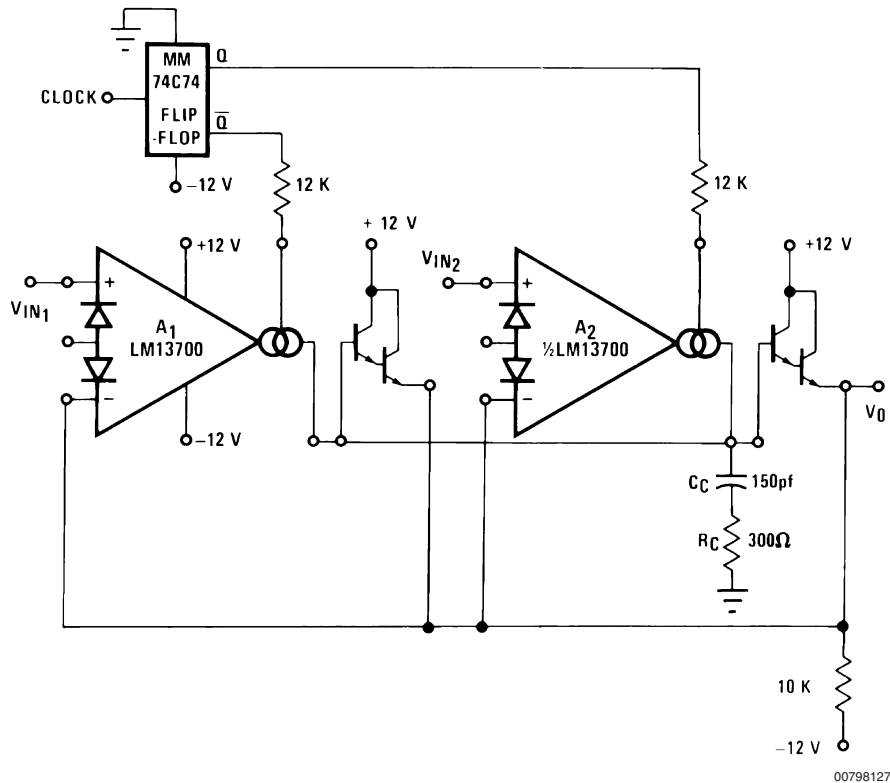 MM
74C74
FLIP
-FLOP
Q
Q̅
CLOCK
−12 V
12 K
12 K
+12 V
+ 12 V
+12 V
VIN1
VIN2
+
−
A1
LM13700
+
−
A2
½LM13700
−12 V
VO
CC 150pf
RC 300Ω
10 K
−12 V
00798127